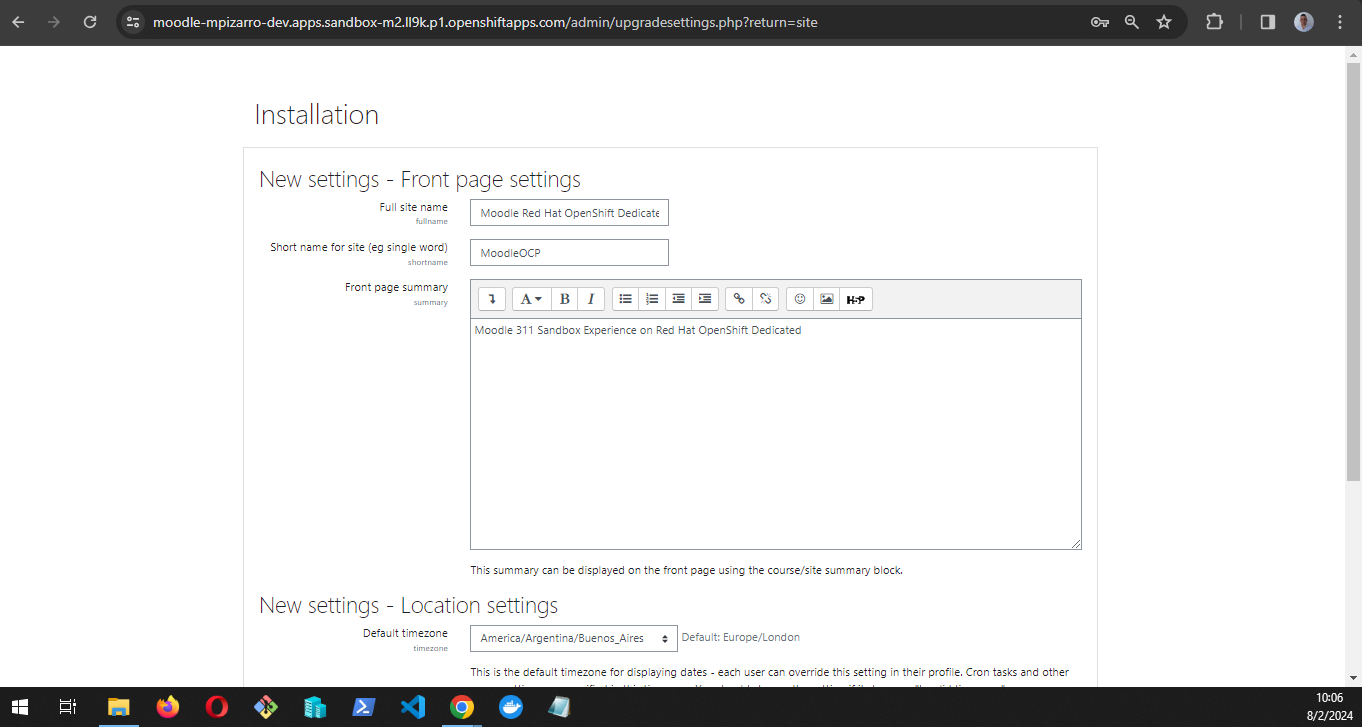 moodle-mpizarro-dev.apps.sandbox-m2.ll9k.p1.openshiftapps.com/admin/upgradesettings.php?return=site
Installation
New settings - Front page settings
Full site name
fullname
Moodle Red Hat OpenShift Dedicate
Short name for site (eg single word)
shortname
MoodleOCP
Front page summary
summary
A B I H-P
Moodle 311 Sandbox Experience on Red Hat OpenShift Dedicated
This summary can be displayed on the front page using the course/site summary block.
New settings - Location settings
Default timezone
timezone
America/Argentina/Buenos_Aires
Default: Europe/London
This is the default timezone for displaying dates - each user can override this setting in their profile. Cron tasks and other
10:06
8/2/2024